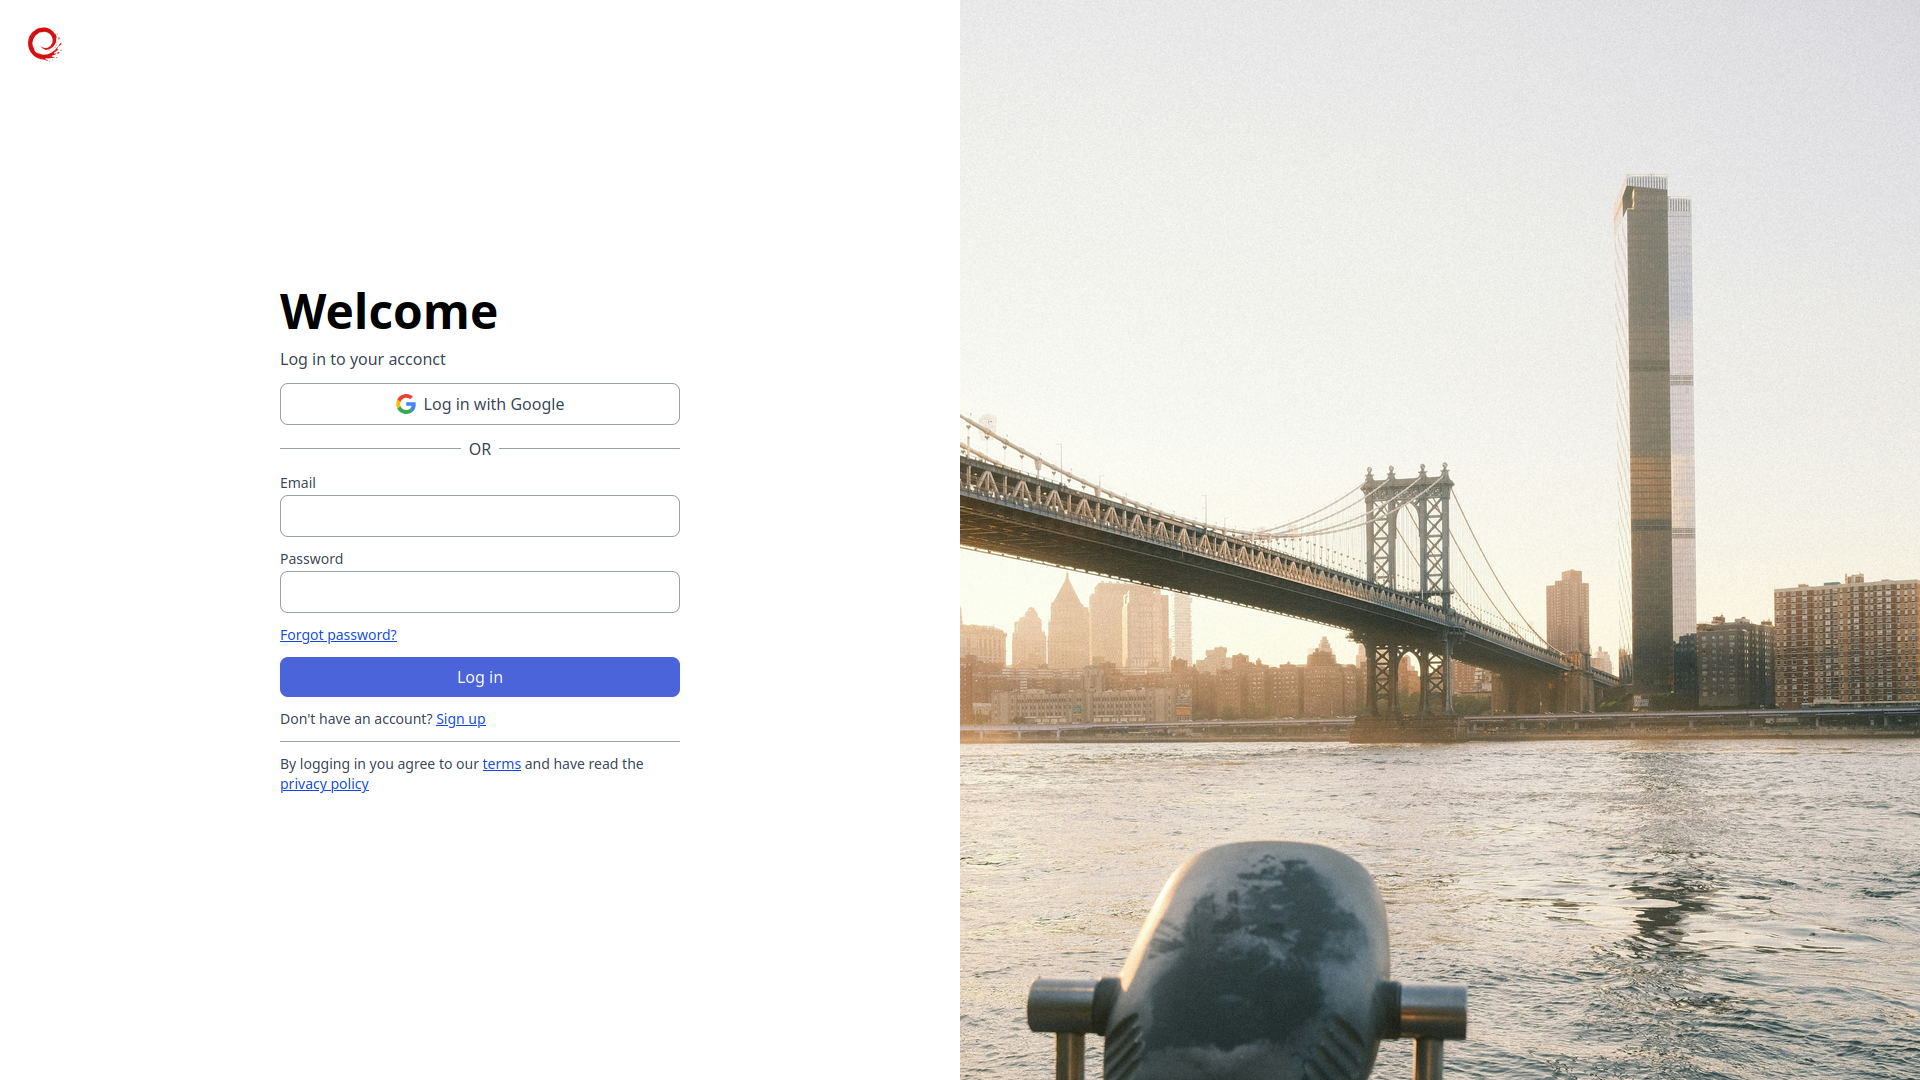 Welcome
Log in to your acconct
Log in with Google
OR
Email
Password
Forgot password?
Log in
Don't have an account? Sign up
By logging in you agree to our terms and have read the
privacy policy